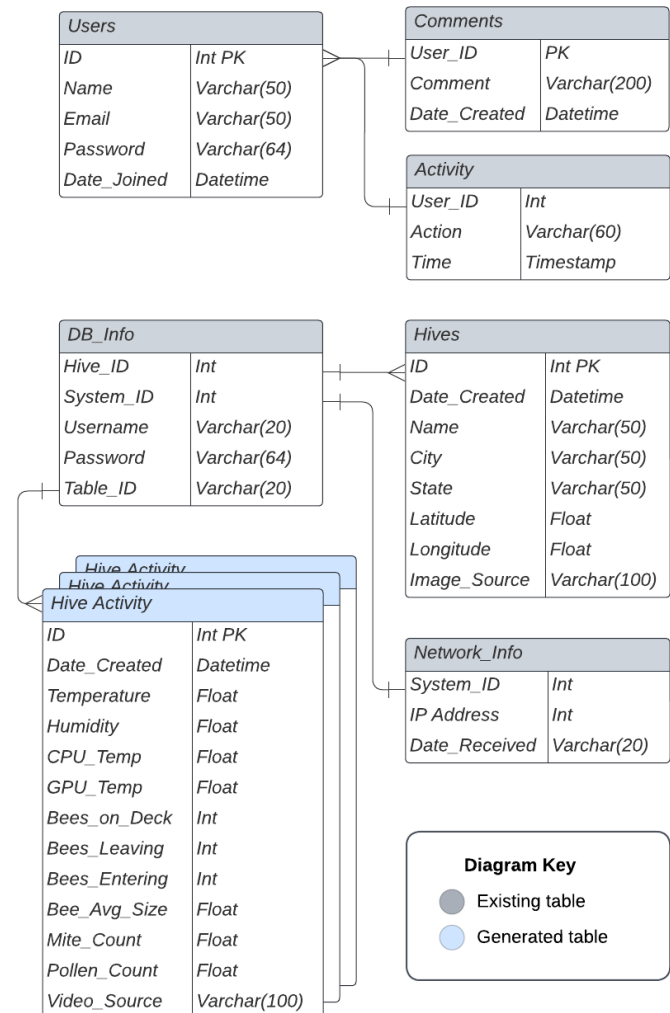 Users
ID Int PK
Name Varchar(50)
Email Varchar(50)
Password Varchar(64)
Date_Joined Datetime
Comments
User_ID PK
Comment Varchar(200)
Date_Created Datetime
Activity
User_ID Int
Action Varchar(60)
Time Timestamp
DB_Info
Hive_ID Int
System_ID Int
Username Varchar(20)
Password Varchar(64)
Table_ID Varchar(20)
Hives
ID Int PK
Date_Created Datetime
Name Varchar(50)
City Varchar(50)
State Varchar(50)
Latitude Float
Longitude Float
Image_Source Varchar(100)
Hive Activity
Hive Activity
Hive Activity
ID Int PK
Date_Created Datetime
Temperature Float
Humidity Float
CPU_Temp Float
GPU_Temp Float
Bees_on_Deck Int
Bees_Leaving Int
Bees_Entering Int
Bee_Avg_Size Float
Mite_Count Float
Pollen_Count Float
Video_Source Varchar(100)
Network_Info
System_ID Int
IP Address Int
Date_Received Varchar(20)
Diagram Key
Existing table
Generated table